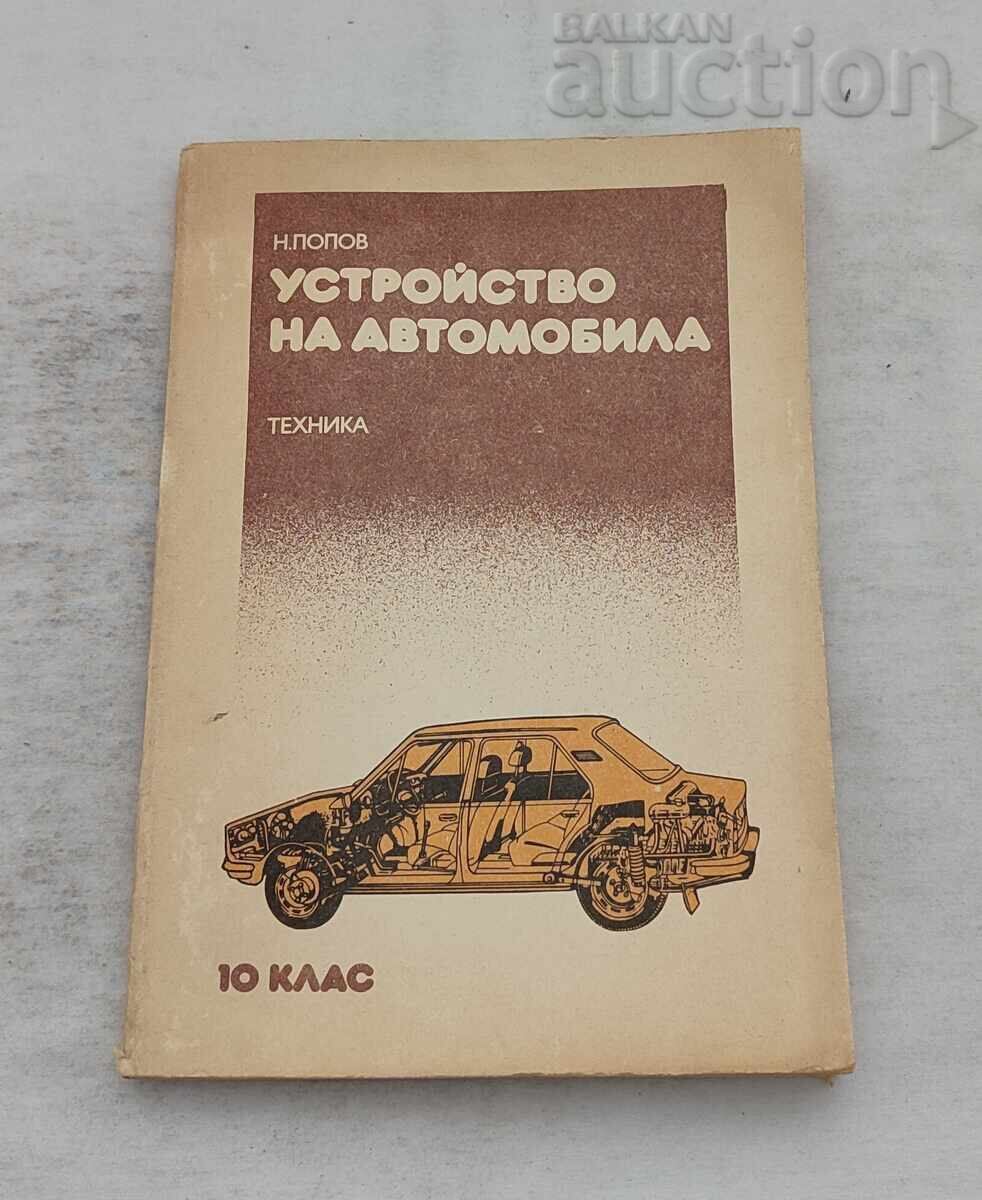 BALKAN
auction
Н.ПОПОВ
УСТРОЙСТВО
НА АВТОМОБИЛА
ТЕХНИКА
10 КЛАС